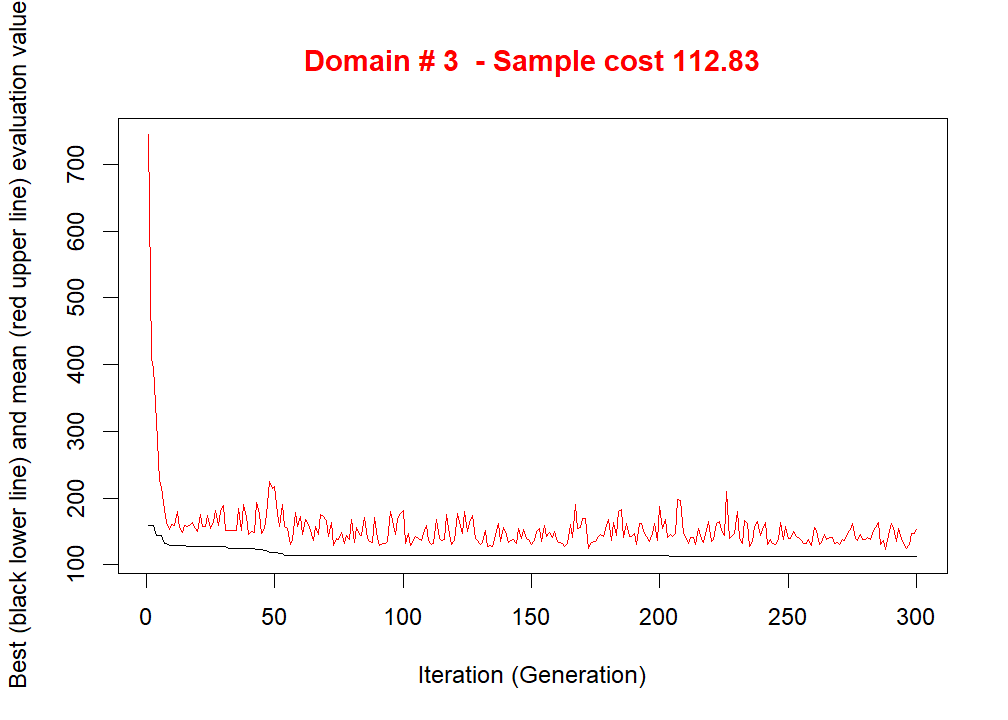 Domain # 3  - Sample cost 112.83
Best (black lower line) and mean (red upper line) evaluation value
700
600
500
400
300
200
100
0 50 100 150 200 250 300
Iteration (Generation)